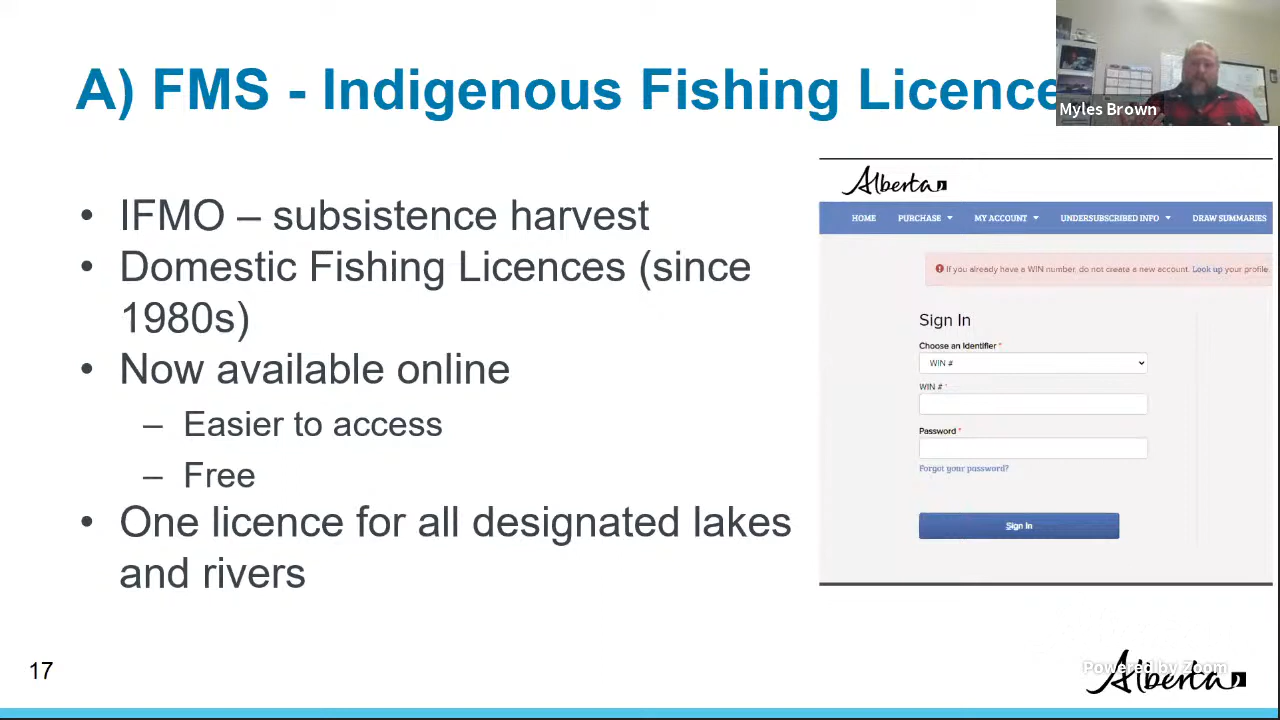 A) FMS - Indigenous Fishing Licence
Myles Brown
• IFMO – subsistence harvest
• Domestic Fishing Licences (since
1980s)
• Now available online
– Easier to access
– Free
• One licence for all designated lakes
and rivers
Alberta
HOME PURCHASE MY ACCOUNT UNDERSUBSCRIBED INFO DRAW SUMMARIES
If you already have a WIN number, do not create a new account. Look up your profile.
Sign In
Choose an Identifier *
WIN #
WIN # *
Password *
Forgot your password?
Sign In
17
Powered by Zoom
Alberta